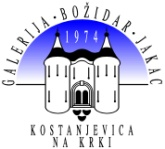 GALERIJA • BOŽIDAR • JAKAC
1974
KOSTANJEVICA
NA KRKI